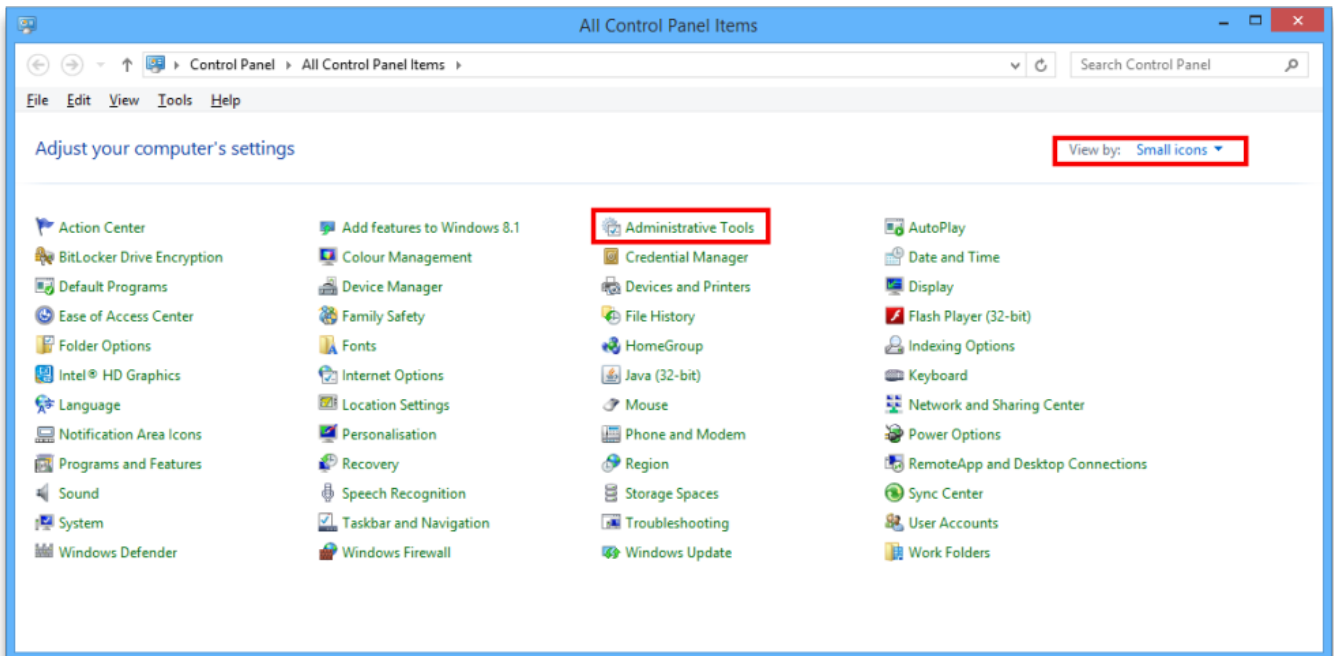 All Control Panel Items
Control Panel All Control Panel Items Search Control Panel
File Edit View Tools Help
Adjust your computer's settings View by: Small icons
Action Center Add features to Windows 8.1 Administrative Tools AutoPlay
BitLocker Drive Encryption Colour Management Credential Manager Date and Time
Default Programs Device Manager Devices and Printers Display
Ease of Access Center Family Safety File History Flash Player (32-bit)
Folder Options Fonts HomeGroup Indexing Options
Intel® HD Graphics Internet Options Java (32-bit) Keyboard
Language Location Settings Mouse Network and Sharing Center
Notification Area Icons Personalisation Phone and Modem Power Options
Programs and Features Recovery Region RemoteApp and Desktop Connections
Sound Speech Recognition Storage Spaces Sync Center
System Taskbar and Navigation Troubleshooting User Accounts
Windows Defender Windows Firewall Windows Update Work Folders